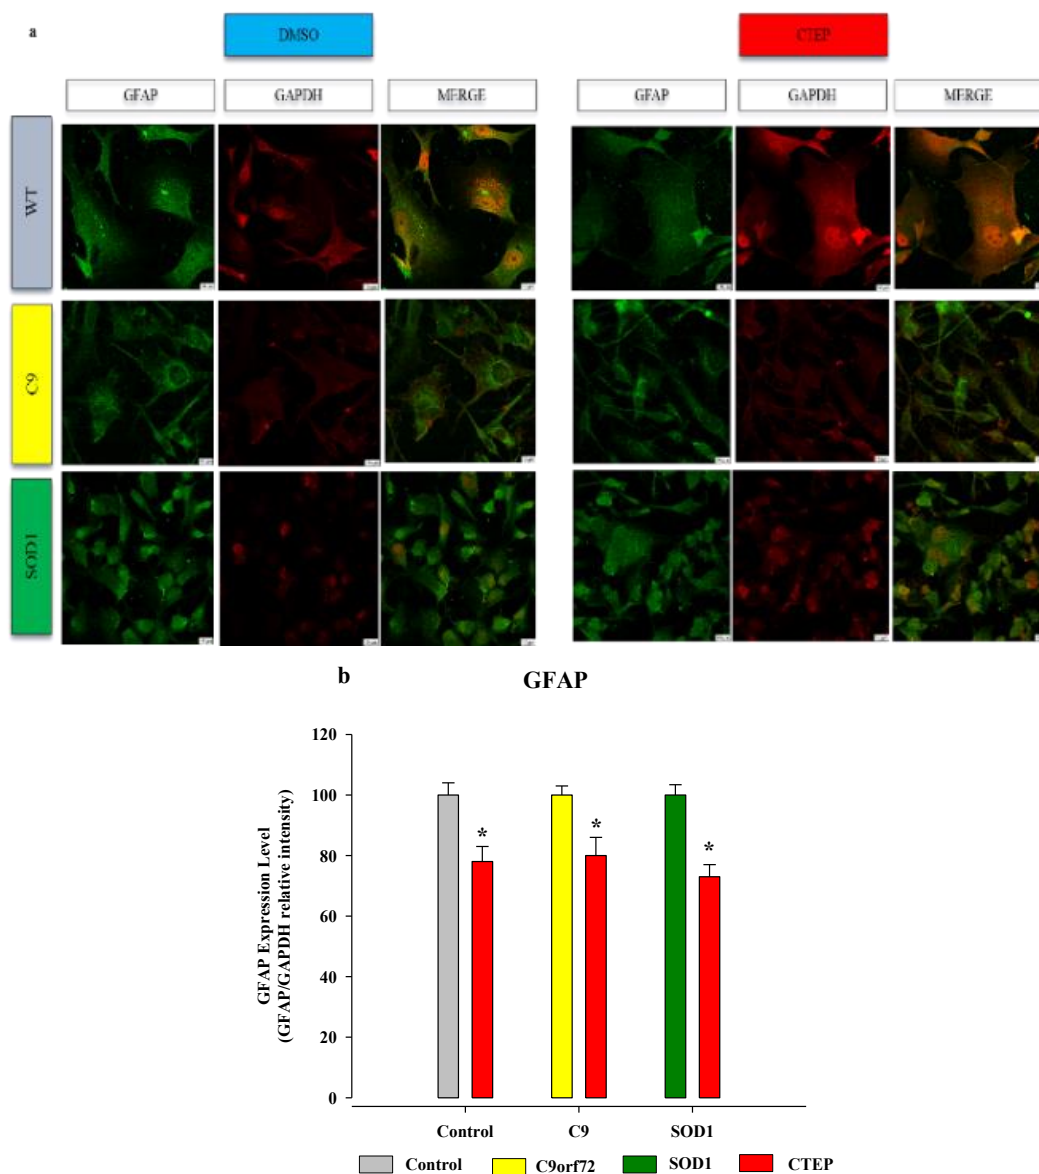 a
DMSO CTEP
GFAP GAPDH MERGE GFAP GAPDH MERGE
WT
C9
SOD1
b GFAP
GFAP Expression Level
(GFAP/GAPDH relative intensity)
120
100
80
60
40
20
0
* * *
Control C9 SOD1
Control C9orf72 SOD1 CTEP